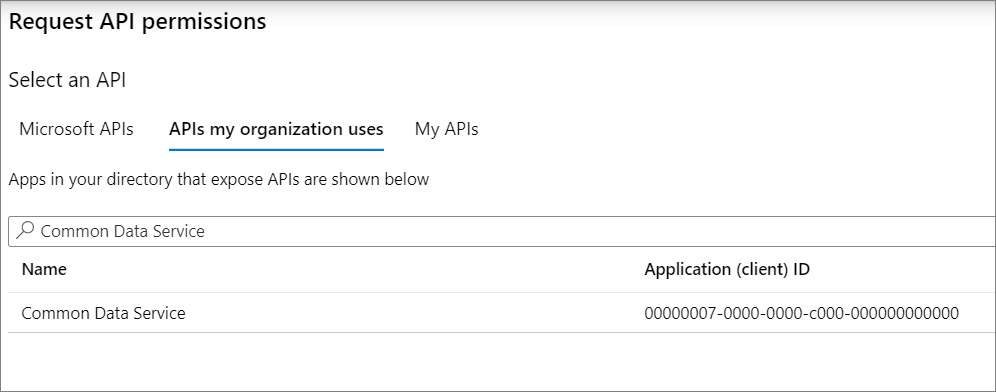 Request API permissions
Select an API
Microsoft APIs APIs my organization uses My APIs
Apps in your directory that expose APIs are shown below
Common Data Service
Name Application (client) ID
Common Data Service 00000007-0000-0000-c000-000000000000